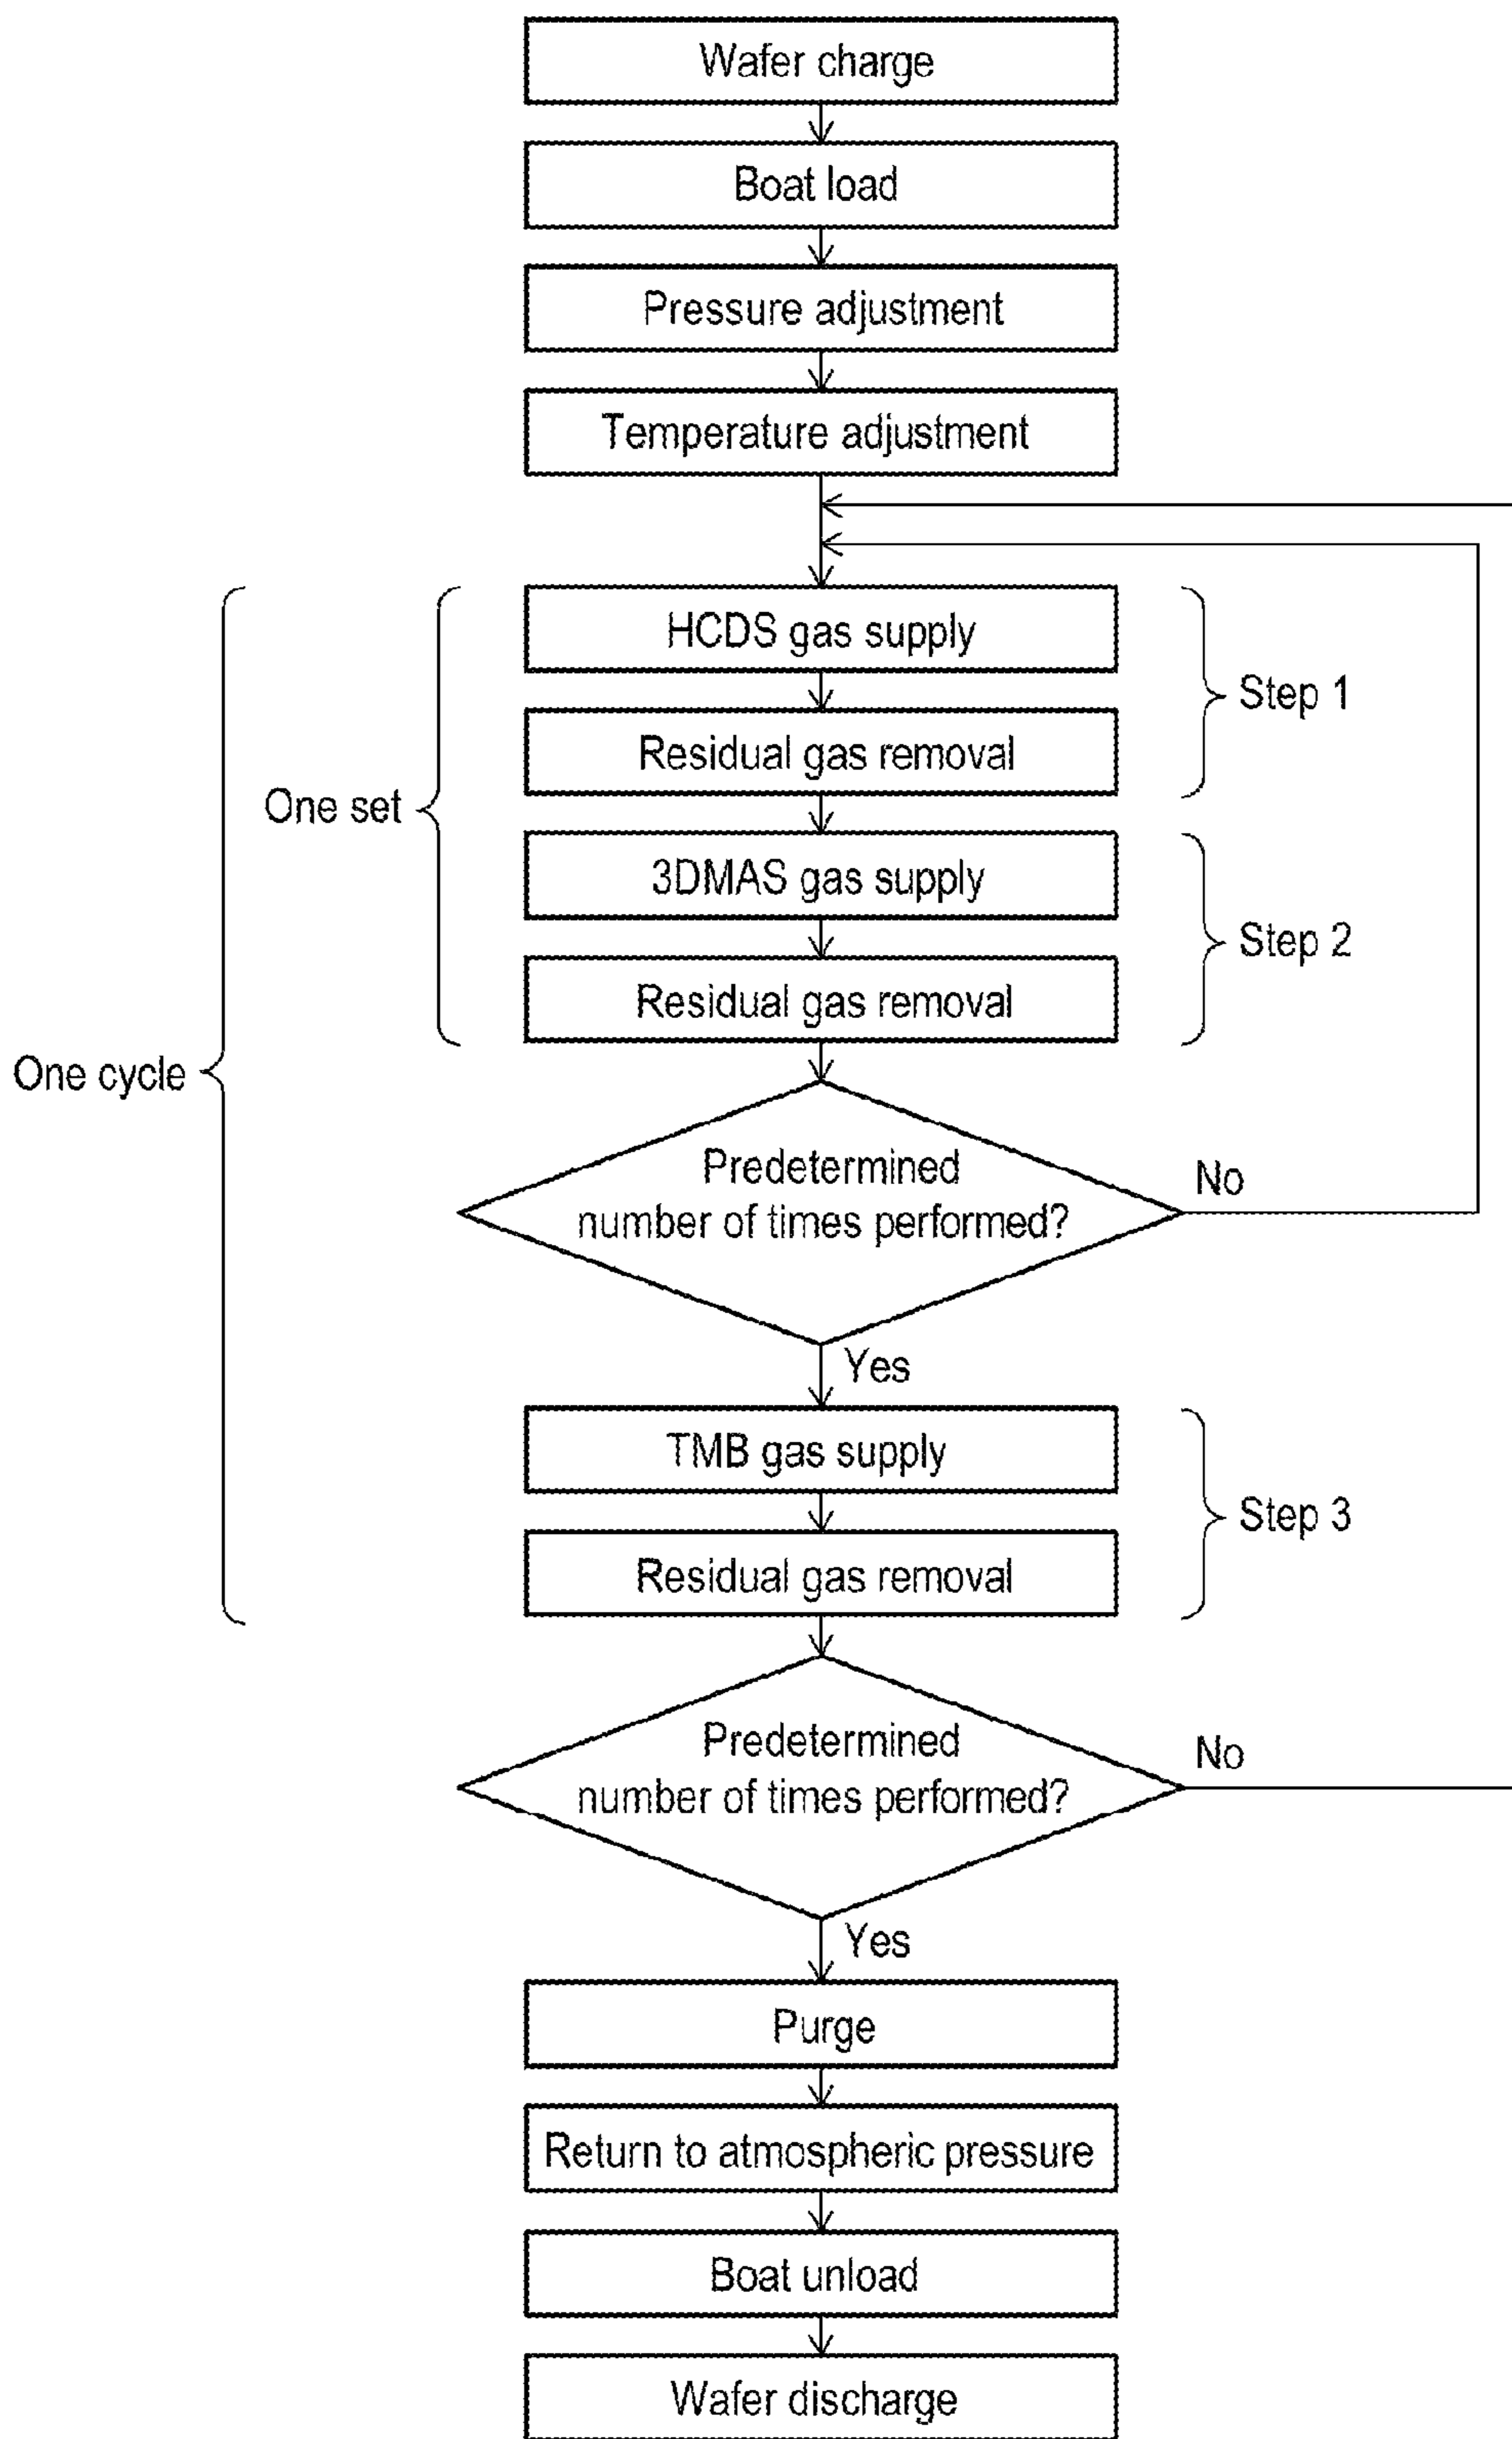 Wafer charge
Boat load
Pressure adjustment
Temperature adjustment
HCDS gas supply
Step 1
Residual gas removal
One set
3DMAS gas supply
Step 2
Residual gas removal
One cycle
Predetermined
number of times performed?
No
Yes
TMB gas supply
Step 3
Residual gas removal
Predetermined
number of times performed?
No
Yes
Purge
Return to atmospheric pressure
Boat unload
Wafer discharge